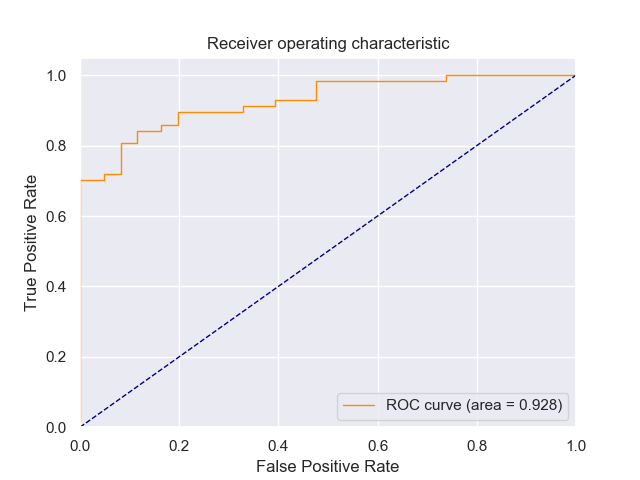 Receiver operating characteristic
True Positive Rate
1.0
0.8
0.6
0.4
0.2
0.0
ROC curve (area = 0.928)
0.0 0.2 0.4 0.6 0.8 1.0
False Positive Rate